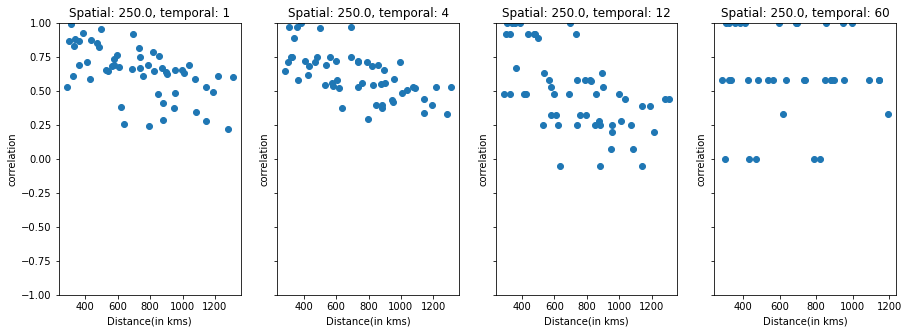 Spatial: 250.0, temporal: 1
Spatial: 250.0, temporal: 4
Spatial: 250.0, temporal: 12
Spatial: 250.0, temporal: 60
1.00
0.75
0.50
0.25
0.00
−0.25
−0.50
−0.75
−1.00
correlation
correlation
correlation
correlation
400 600 800 1000 1200
400 600 800 1000 1200
400 600 800 1000 1200
400 600 800 1000 1200
Distance(in kms)
Distance(in kms)
Distance(in kms)
Distance(in kms)